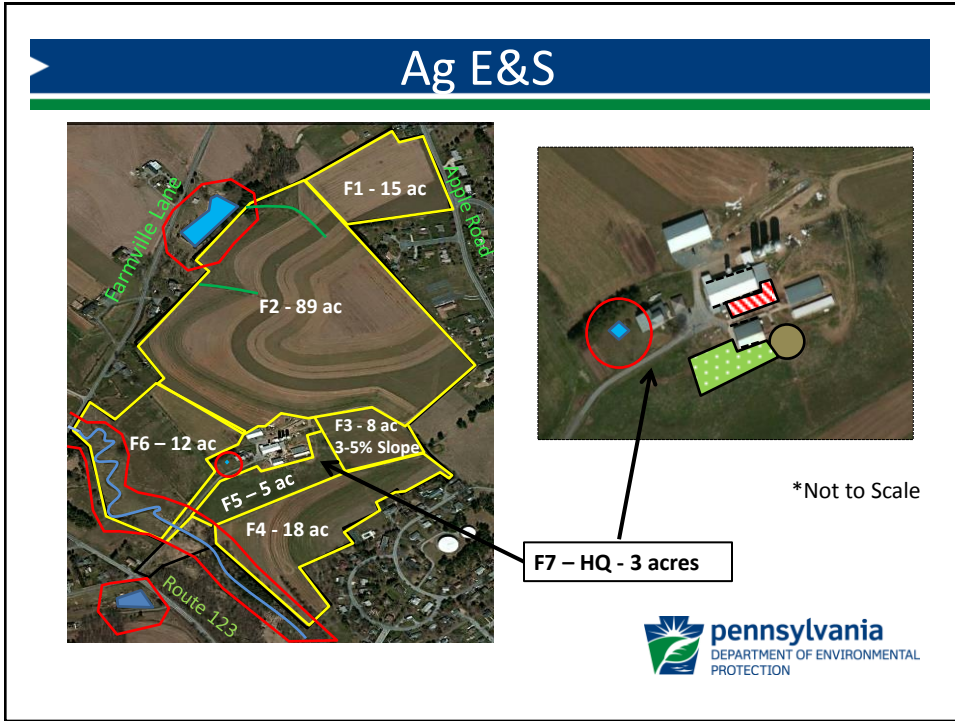 Ag E&S
Farmville Lane
Apple Road
F1 - 15 ac
F2 - 89 ac
F3 - 8 ac
3-5% Slope
F6 – 12 ac
F5 – 5 ac
F4 - 18 ac
Route 123
*Not to Scale
F7 – HQ - 3 acres
pennsylvania
DEPARTMENT OF ENVIRONMENTAL
PROTECTION